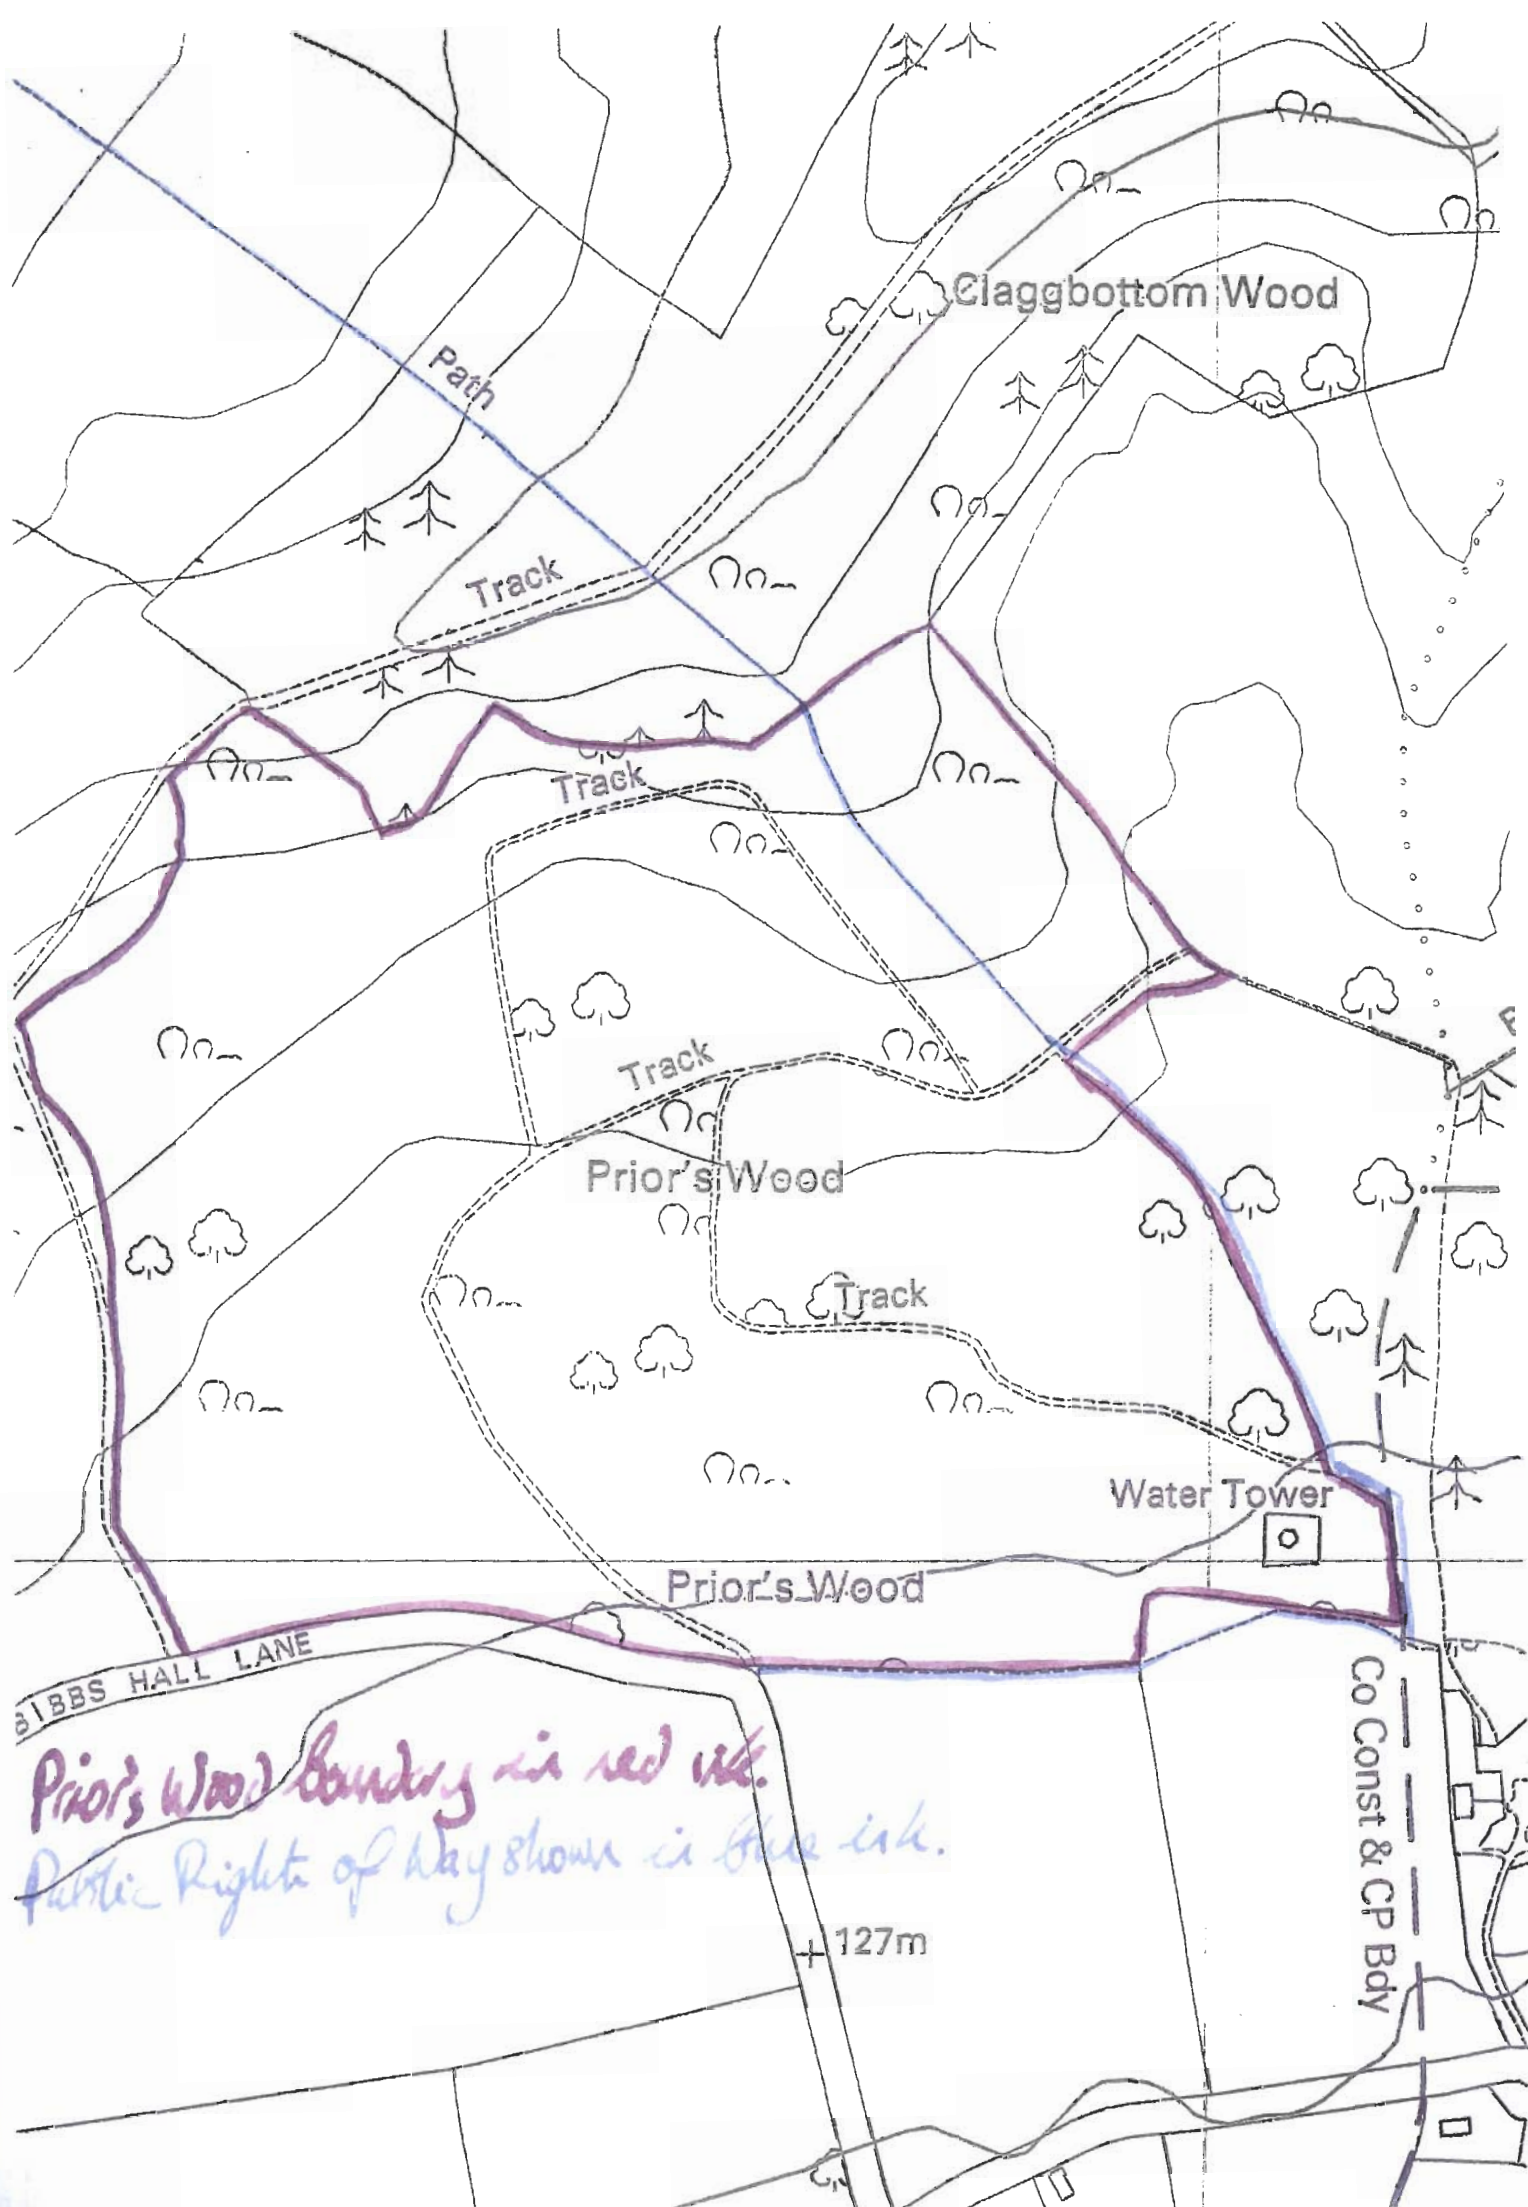 Claggbottom Wood
Path
Track
Track
Track
Prior's Wood
Track
Water Tower
Prior's Wood
BIBBS HALL LANE
Co Const & CP Bdy
Prior's Wood boundary in red ink.
Public Rights of Way shown in blue ink.
127m